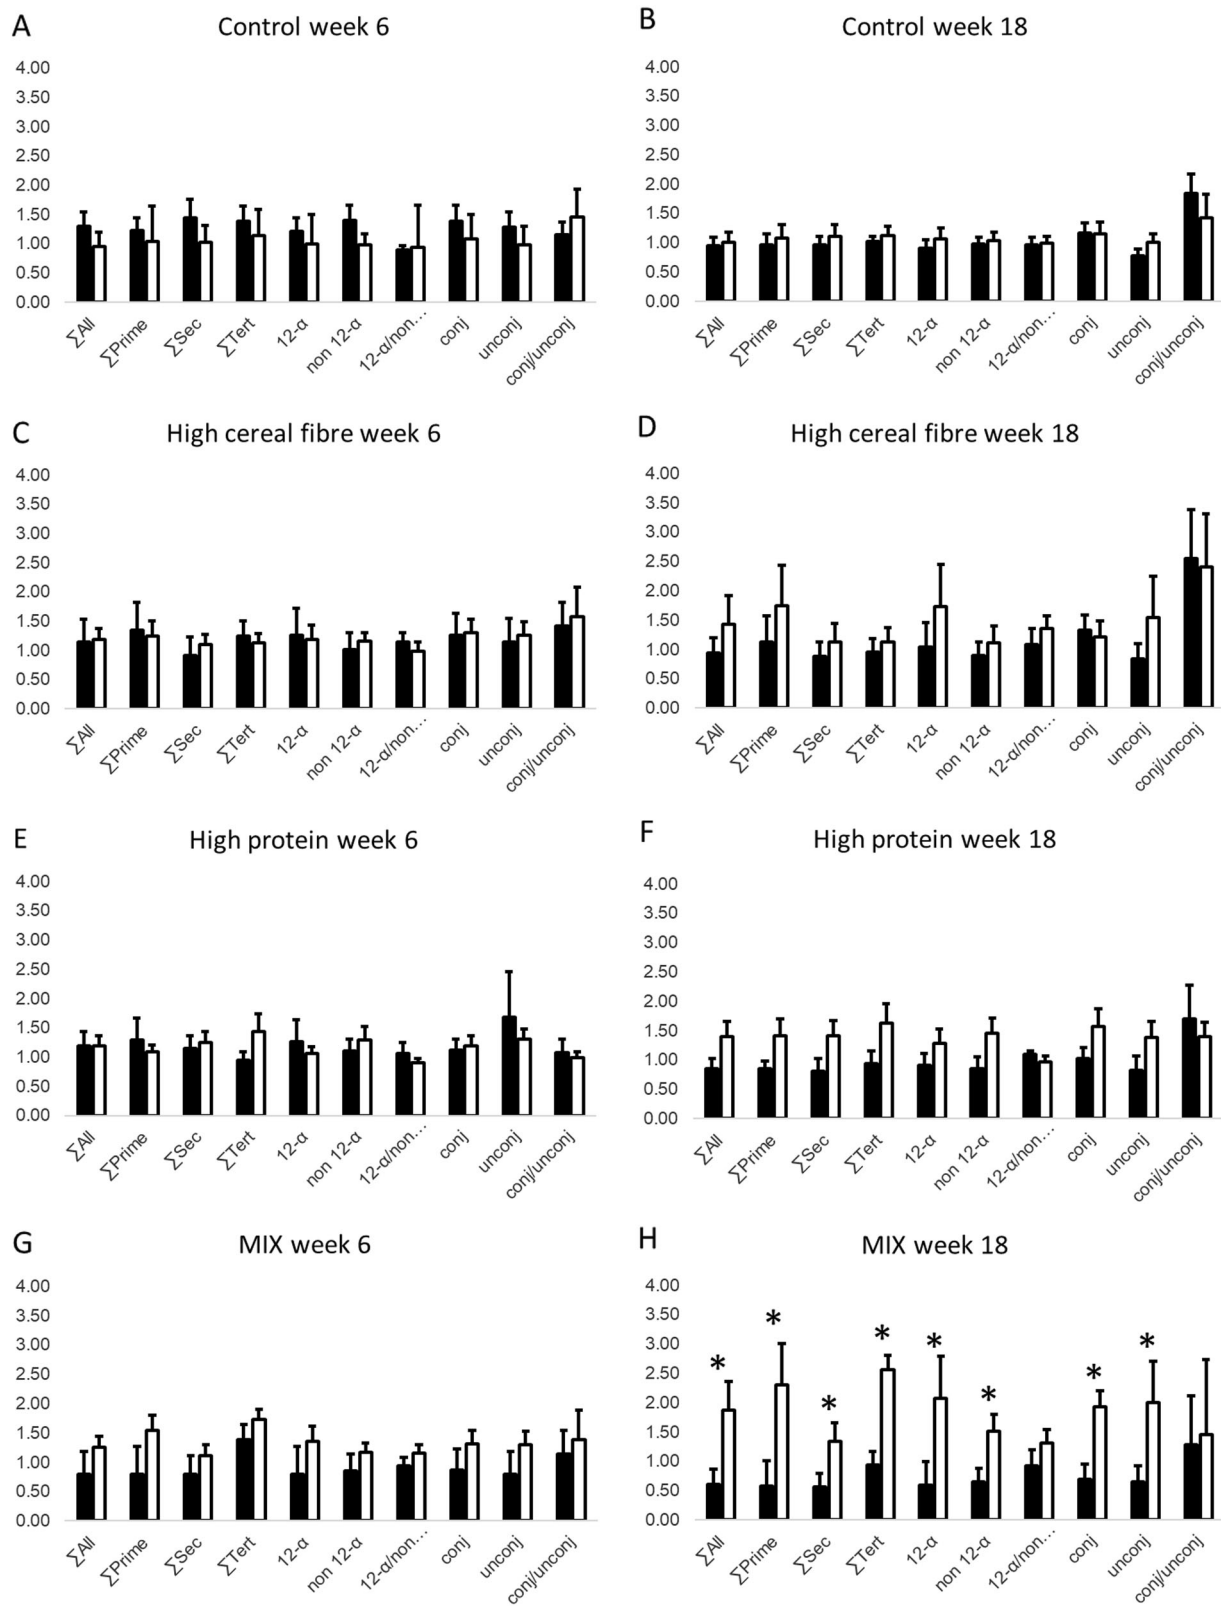 A
Control week 6
4.00
3.50
3.00
2.50
2.00
1.50
1.00
0.50
0.00
∑All
∑Prime
∑Sec
∑Tert
12-α
non 12-α
12-α/non…
conj
unconj
conj/unconj
B
Control week 18
4.00
3.50
3.00
2.50
2.00
1.50
1.00
0.50
0.00
∑All
∑Prime
∑Sec
∑Tert
12-α
non 12-α
12-α/non…
conj
unconj
conj/unconj
C
High cereal fibre week 6
4.00
3.50
3.00
2.50
2.00
1.50
1.00
0.50
0.00
∑All
∑Prime
∑Sec
∑Tert
12-α
non 12-α
12-α/non…
conj
unconj
conj/unconj
D
High cereal fibre week 18
4.00
3.50
3.00
2.50
2.00
1.50
1.00
0.50
0.00
∑All
∑Prime
∑Sec
∑Tert
12-α
non 12-α
12-α/non…
conj
unconj
conj/unconj
E
High protein week 6
4.00
3.50
3.00
2.50
2.00
1.50
1.00
0.50
0.00
∑All
∑Prime
∑Sec
∑Tert
12-α
non 12-α
12-α/non…
conj
unconj
conj/unconj
F
High protein week 18
4.00
3.50
3.00
2.50
2.00
1.50
1.00
0.50
0.00
∑All
∑Prime
∑Sec
∑Tert
12-α
non 12-α
12-α/non…
conj
unconj
conj/unconj
G
MIX week 6
4.00
3.50
3.00
2.50
2.00
1.50
1.00
0.50
0.00
∑All
∑Prime
∑Sec
∑Tert
12-α
non 12-α
12-α/non…
conj
unconj
conj/unconj
H
MIX week 18
4.00
3.50
3.00
2.50
2.00
1.50
1.00
0.50
0.00
*
*
*
*
*
*
*
*
∑All
∑Prime
∑Sec
∑Tert
12-α
non 12-α
12-α/non…
conj
unconj
conj/unconj